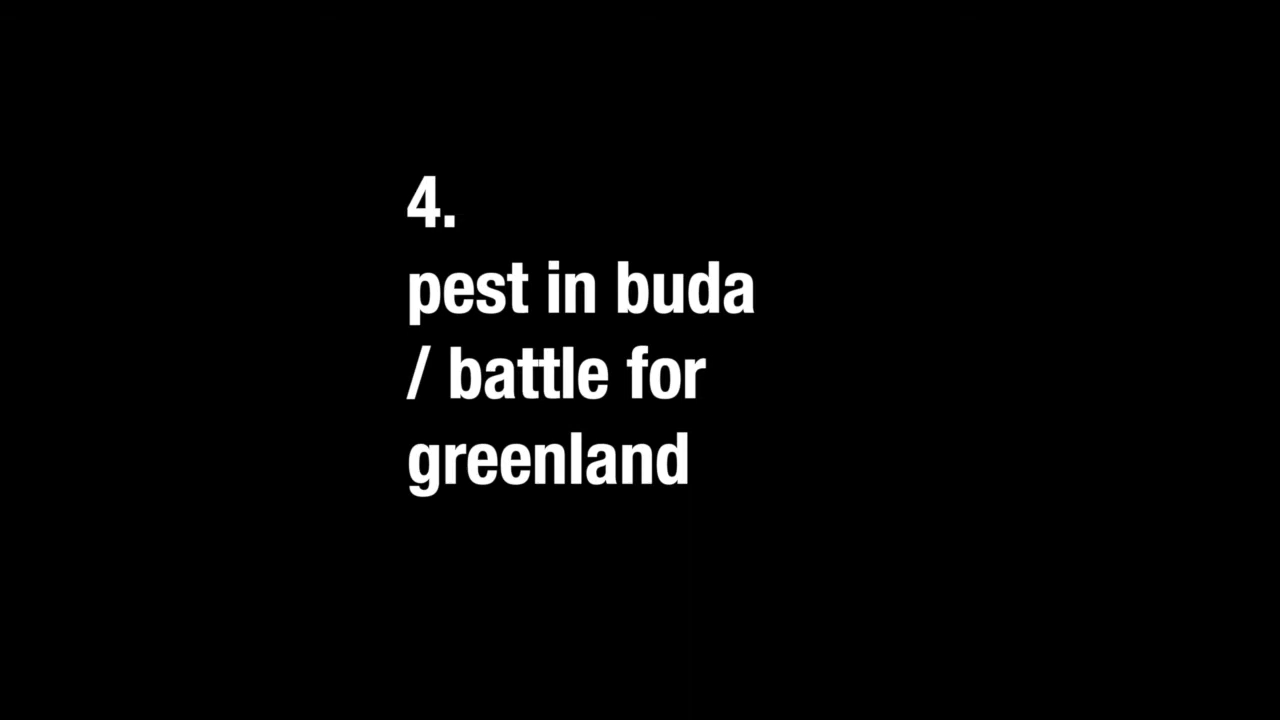 4.
pest in buda
/ battle for
greenland